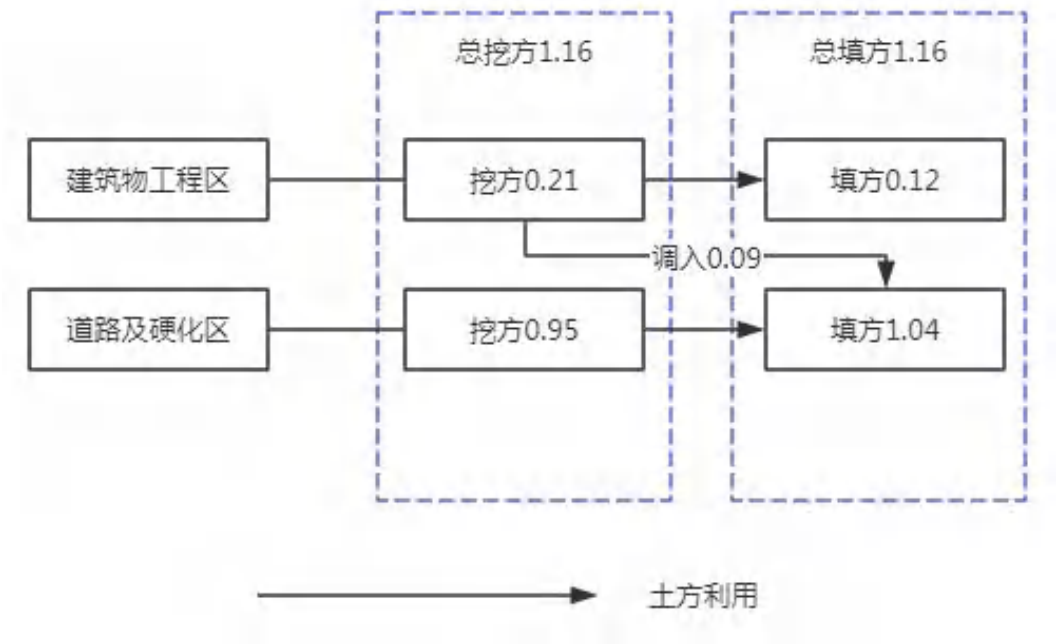 总挖方1.16
总填方1.16
建筑物工程区
挖方0.21
填方0.12
调入0.09
道路及硬化区
挖方0.95
填方1.04
土方利用